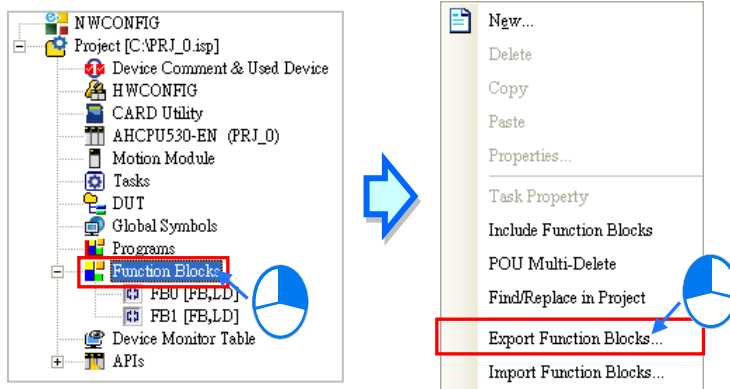 NWCONFIG
Project [C:\PRJ_0.isp]
Device Comment & Used Device
HWCONFIG
CARD Utility
AHCPU530-EN (PRJ_0)
Motion Module
Tasks
DUT
Global Symbols
Programs
Function Blocks
FB0 [FB,LD]
FB1 [FB,LD]
Device Monitor Table
APIs
New...
Delete
Copy
Paste
Properties...
Task Property
Include Function Blocks
POU Multi-Delete
Find/Replace in Project
Export Function Blocks...
Import Function Blocks...